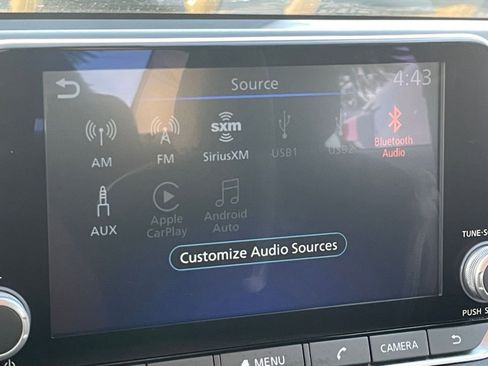 Source
4:43
AM
FM
sxm
SiriusXM
USB1
USB2
Bluetooth
Audio
AUX
Apple
CarPlay
Android
Auto
Customize Audio Sources
TUNE-S
PUSH S
MENU
CAMERA